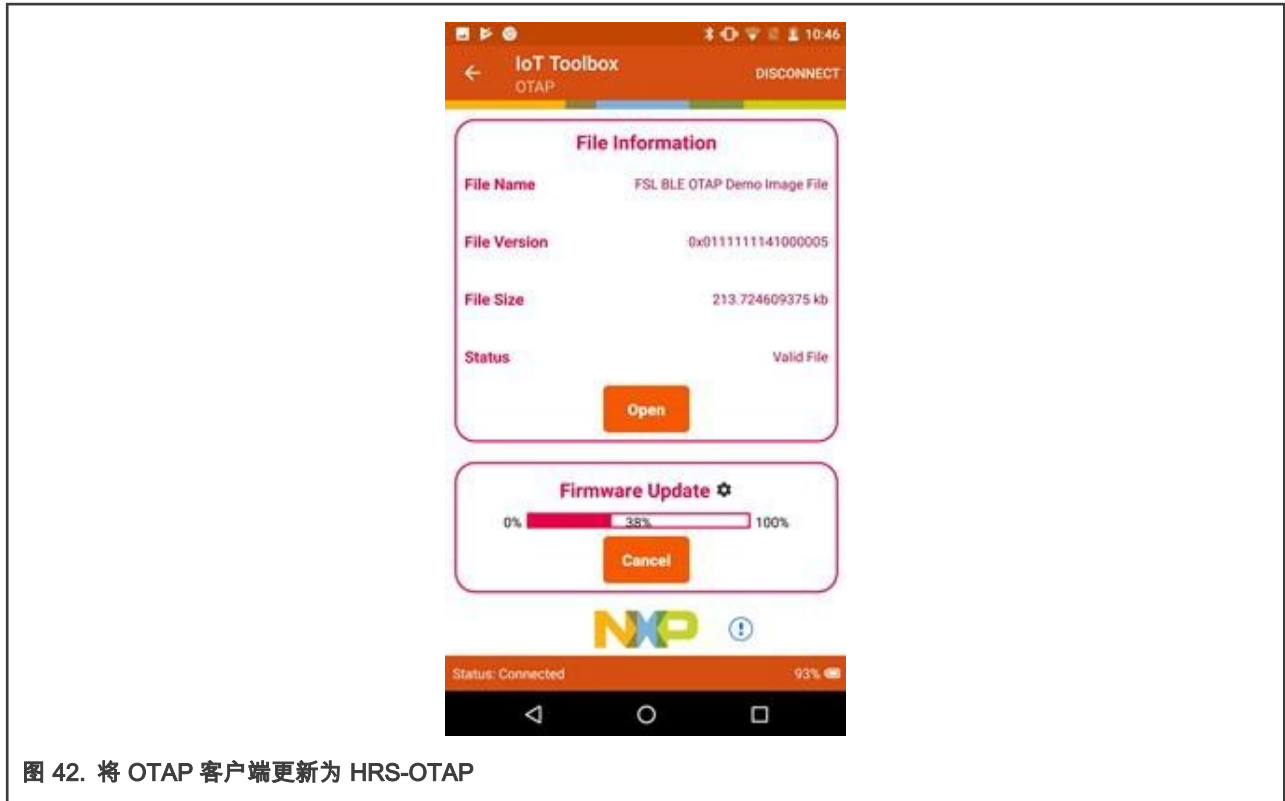 10:46
IoT Toolbox
OTAP
DISCONNECT
File Information
File Name FSL BLE OTAP Demo Image File
File Version 0x0111111141000005
File Size 213.724609375 kb
Status Valid File
Open
Firmware Update
0% 38% 100%
Cancel
NXP
Status: Connected 93%
图 42. 将 OTAP 客户端更新为 HRS-OTAP